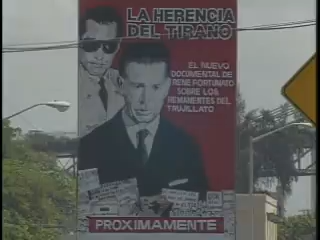 LA HERENCIA
DEL TIRANO
EL NUEVO
DOCUMENTAL DE
RENE FORTUNATO
SOBRE LOS
REMANENTES DEL
TRUJILLATO
PROXIMAMENTE